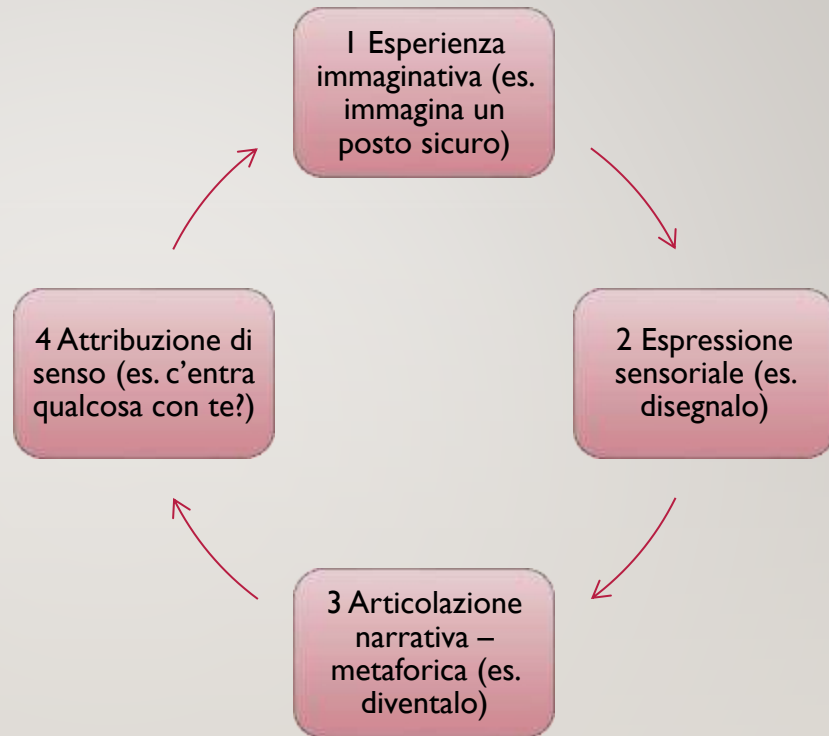 1 Esperienza
immaginativa (es.
immagina un
posto sicuro)
2 Espressione
sensoriale (es.
disegnalo)
3 Articolazione
narrativa –
metaforica (es.
diventalo)
4 Attribuzione di
senso (es. c’entra
qualcosa con te?)